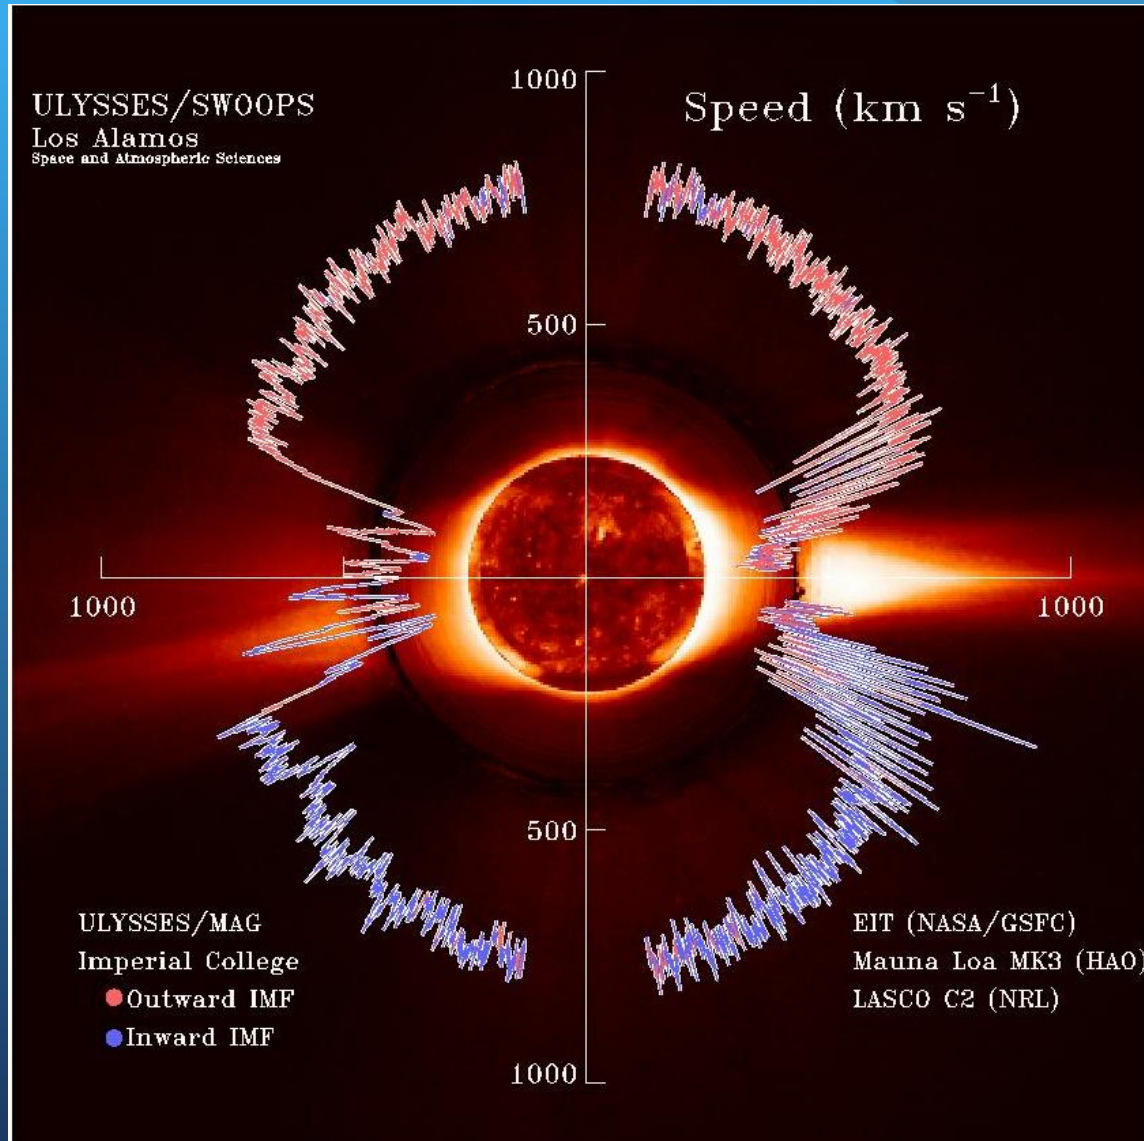 ULYSSES/SWOOPS
Los Alamos
Space and Atmospheric Sciences
Speed (km s⁻¹)
1000
500
1000
1000
500
1000
ULYSSES/MAG
Imperial College
Outward IMF
Inward IMF
EIT (NASA/GSFC)
Mauna Loa MK3 (HAO)
LASCO C2 (NRL)